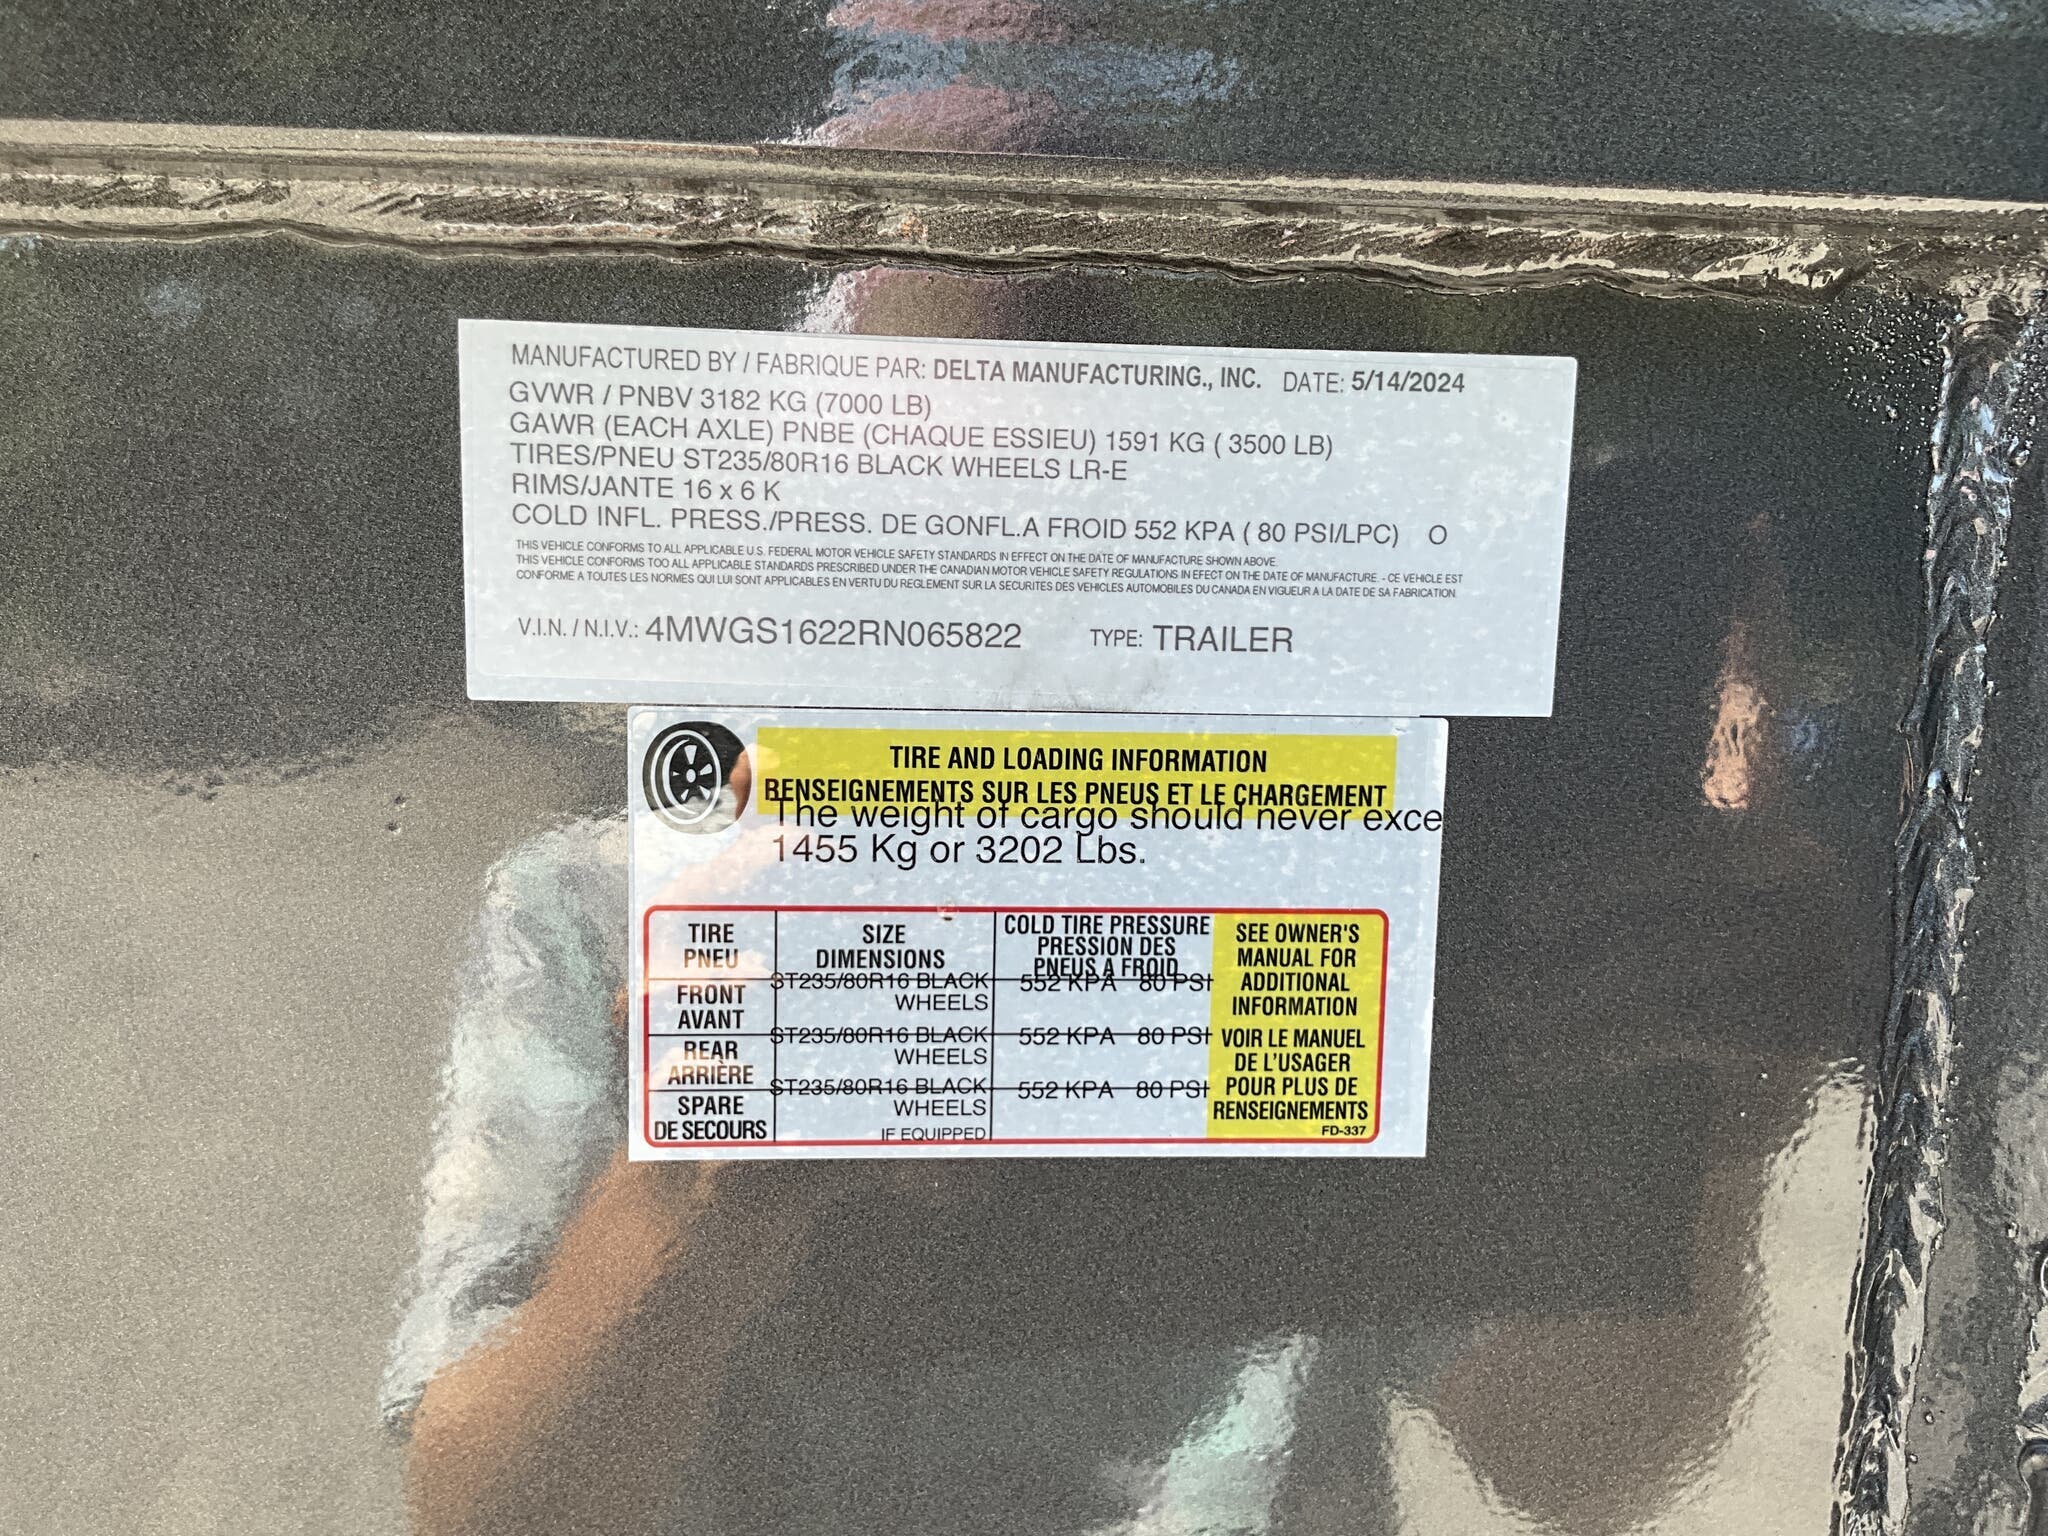 MANUFACTURED BY / FABRIQUE PAR: DELTA MANUFACTURING., INC. DATE: 5/14/2024
GVWR / PNBV 3182 KG (7000 LB)
GAWR (EACH AXLE) PNBE (CHAQUE ESSIEU) 1591 KG ( 3500 LB)
TIRES/PNEU ST235/80R16 BLACK WHEELS LR-E
RIMS/JANTE 16 x 6 K
COLD INFL. PRESS./PRESS. DE GONFL.A FROID 552 KPA ( 80 PSI/LPC) O
THIS VEHICLE CONFORMS TO ALL APPLICABLE U.S. FEDERAL MOTOR VEHICLE SAFETY STANDARDS IN EFFECT ON THE DATE OF MANUFACTURE SHOWN ABOVE.
THIS VEHICLE CONFORMS TOO ALL APPLICABLE STANDARDS PRESCRIBED UNDER THE CANADIAN MOTOR VEHICLE SAFETY REGULATIONS IN EFECT ON THE DATE OF MANUFACTURE. - CE VEHICLE EST
CONFORME A TOUTES LES NORMES QUI LUI SONT APPLICABLES EN VERTU DU REGLEMENT SUR LA SECURITES DES VEHICLES AUTOMOBILES DU CANADA EN VIGUEUR A LA DATE DE SA FABRICATION.
V.I.N. / N.I.V.: 4MWGS1622RN065822 TYPE: TRAILER
TIRE AND LOADING INFORMATION
RENSEIGNEMENTS SUR LES PNEUS ET LE CHARGEMENT
The weight of cargo should never exce
1455 Kg or 3202 Lbs.
TIRE
PNEU
SIZE
DIMENSIONS
COLD TIRE PRESSURE
PRESSION DES
PNEUS A FROID
FRONT
AVANT
ST235/80R16 BLACK
WHEELS
552 KPA 80 PSI
REAR
ARRIÈRE
ST235/80R16 BLACK
WHEELS
552 KPA 80 PSI
SPARE
DE SECOURS
ST235/80R16 BLACK
WHEELS
IF EQUIPPED
552 KPA 80 PSI
SEE OWNER'S
MANUAL FOR
ADDITIONAL
INFORMATION
VOIR LE MANUEL
DE L'USAGER
POUR PLUS DE
RENSEIGNEMENTS
FD-337